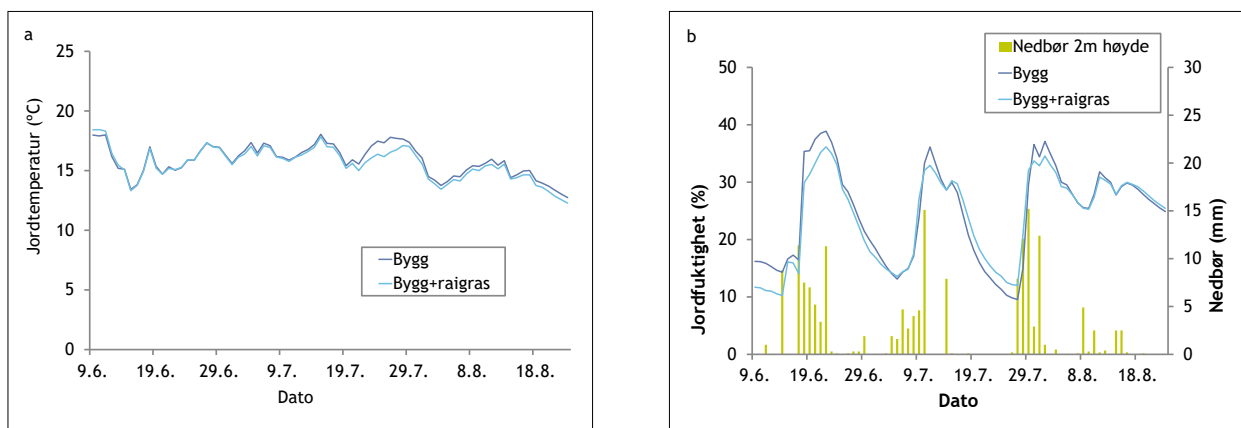 a
25
20
15
10
5
0
Jordtemperatur (°C)
Bygg
Bygg+raigras
9.6. 19.6. 29.6. 9.7. 19.7. 29.7. 8.8. 18.8.
Dato
b
Nedbør 2m høyde
Bygg
Bygg+raigras
50
40
30
20
10
0
Jordfuktighet (%)
30
25
20
15
10
5
0
Nedbør (mm)
9.6. 19.6. 29.6. 9.7. 19.7. 29.7. 8.8. 18.8.
Dato